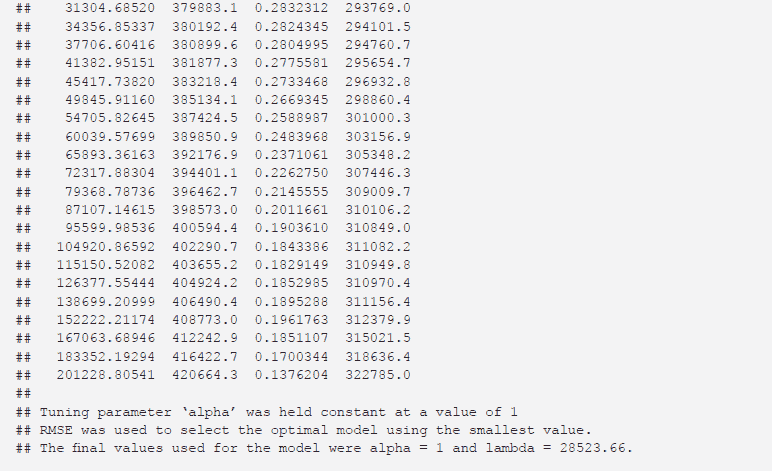 ##    31304.68520  379883.1  0.2832312  293769.0
##    34356.85337  380192.4  0.2824345  294101.5
##    37706.60416  380899.6  0.2804995  294760.7
##    41382.95151  381877.3  0.2775581  295654.7
##    45417.73820  383218.4  0.2733468  296932.8
##    49845.91160  385134.1  0.2669345  298860.4
##    54705.82645  387424.5  0.2588987  301000.3
##    60039.57699  389850.9  0.2483968  303156.9
##    65893.36163  392176.9  0.2371061  305348.2
##    72317.88304  394401.1  0.2262750  307446.3
##    79368.78736  396462.7  0.2145555  309009.7
##    87107.14615  398573.0  0.2011661  310106.2
##    95599.98536  400594.4  0.1903610  310849.0
##   104920.86592  402290.7  0.1843386  311082.2
##   115150.52082  403655.2  0.1829149  310949.8
##   126377.55444  404924.2  0.1852985  310970.4
##   138699.20999  406490.4  0.1895288  311156.4
##   152222.21174  408773.0  0.1961763  312379.9
##   167063.68946  412242.9  0.1851107  315021.5
##   183352.19294  416422.7  0.1700344  318636.4
##   201228.80541  420664.3  0.1376204  322785.0
##
## Tuning parameter ‘alpha’ was held constant at a value of 1
## RMSE was used to select the optimal model using the smallest value.
## The final values used for the model were alpha = 1 and lambda = 28523.66.